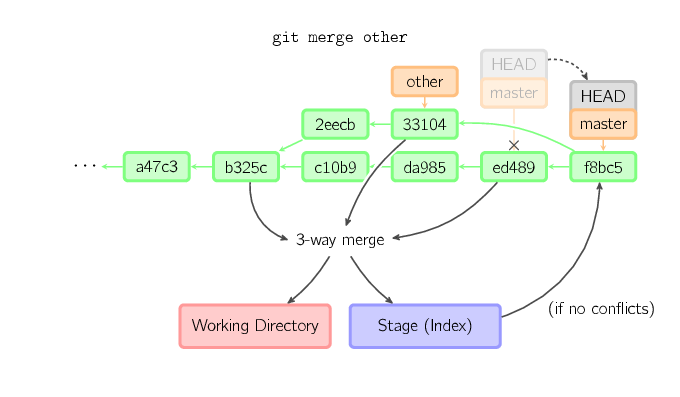 git merge other
HEAD
master
other
HEAD
master
2eecb
33104
...
a47c3
b325c
c10b9
da985
ed489
f8bc5
3-way merge
(if no conflicts)
Working Directory
Stage (Index)